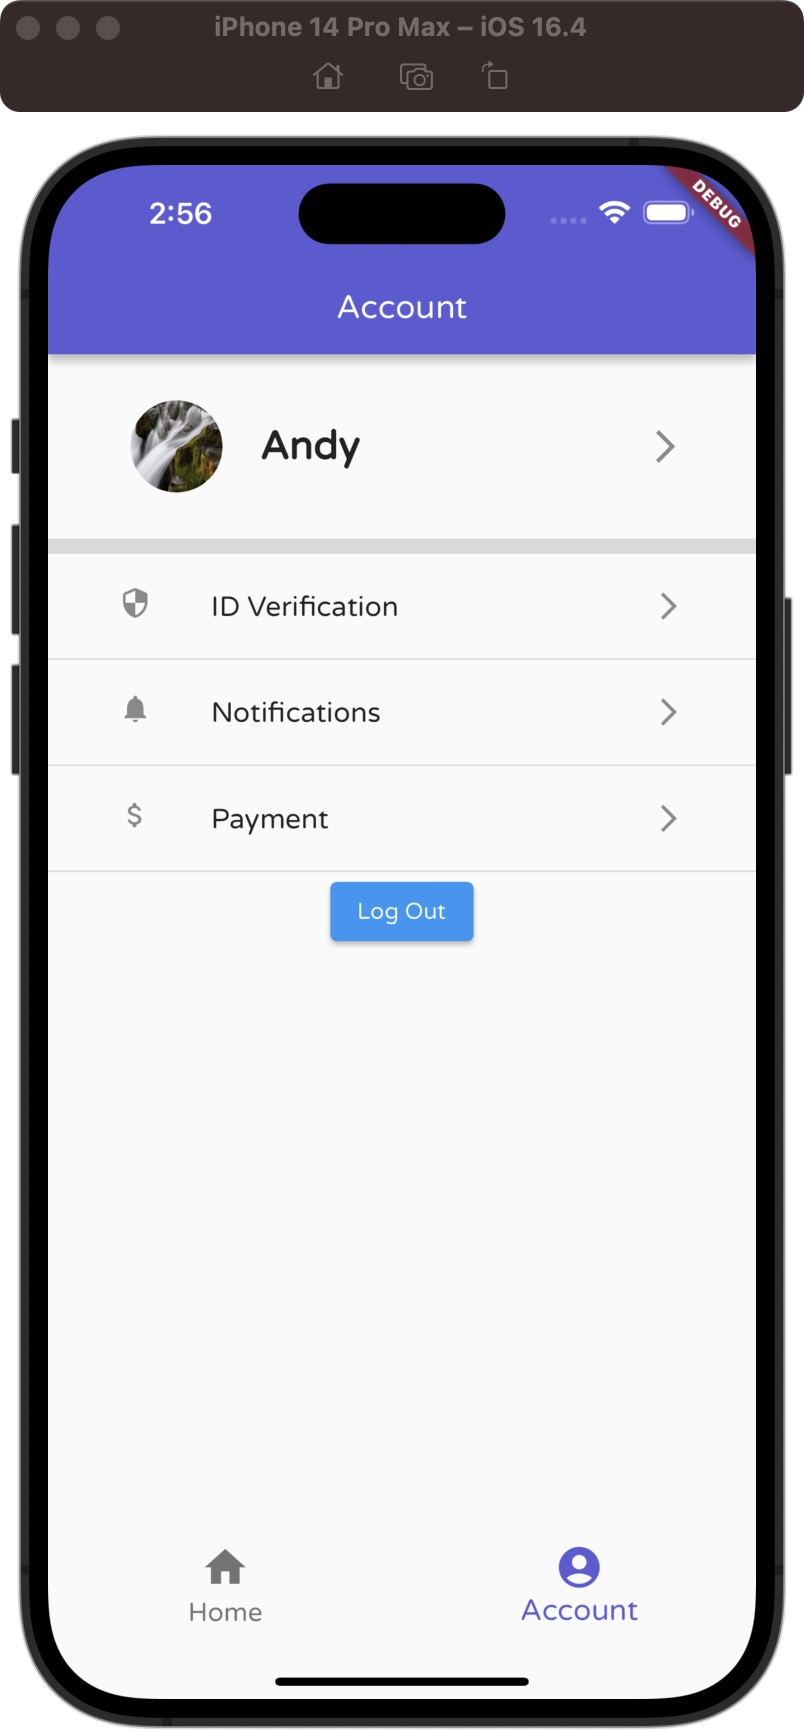 iPhone 14 Pro Max – iOS 16.4
2:56
DEBUG
Account
Andy
ID Verification
Notifications
$ Payment
Log Out
Home
Account